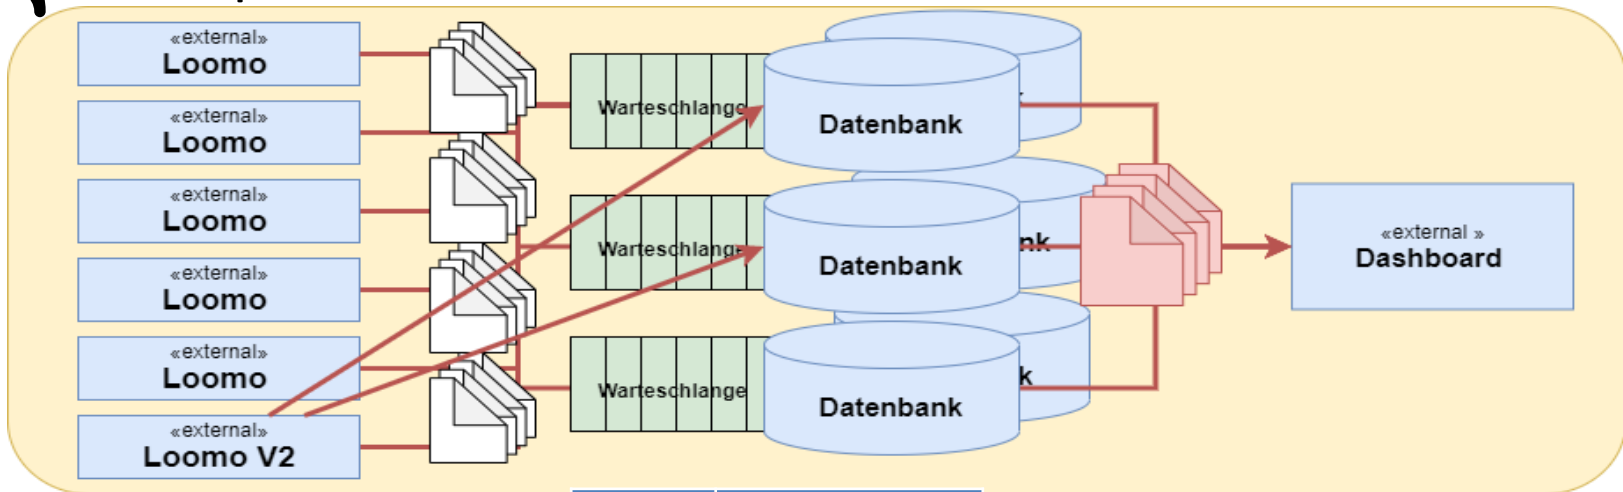 «external»
Loomo
«external»
Loomo
«external»
Loomo
«external»
Loomo
«external»
Loomo
«external»
Loomo V2
Warteschlange
Warteschlange
Warteschlange
Datenbank
Datenbank
nk
Datenbank
k
«external »
Dashboard